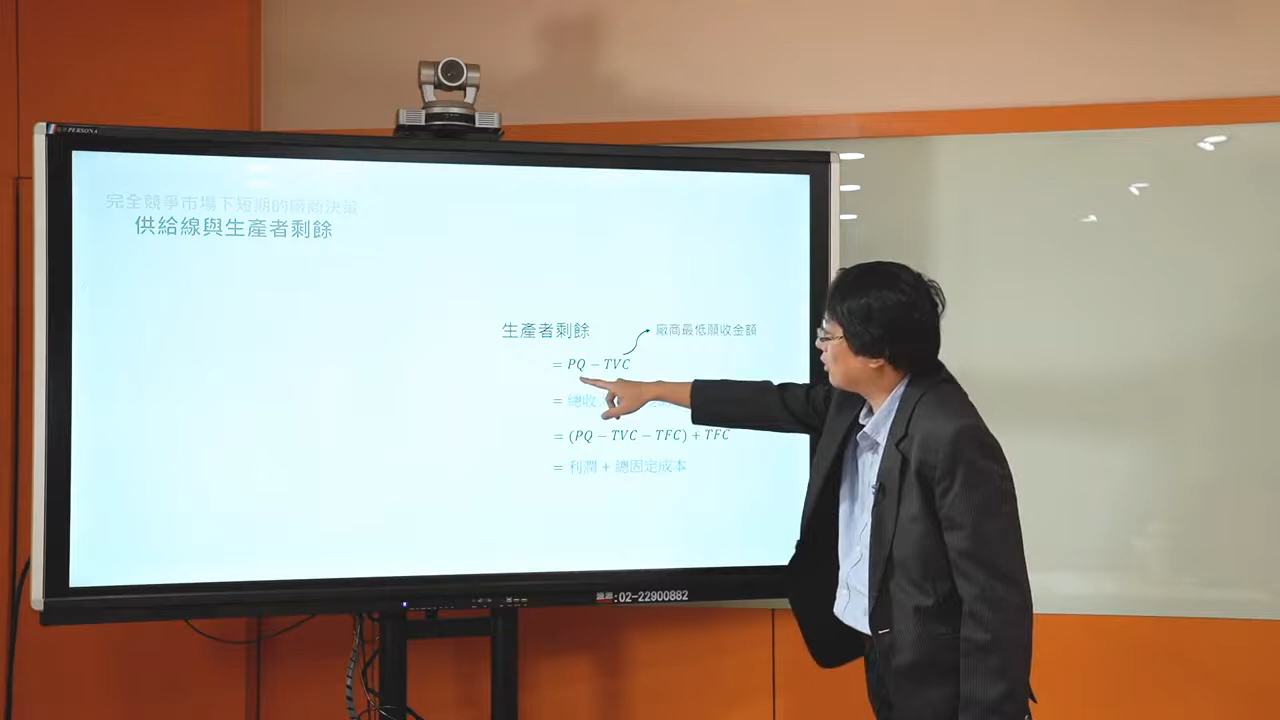 PERSONA
完全競爭市場下短期的廠商決策
供給線與生產者剩餘
生產者剩餘
廠商最低願收金額
= PQ − TVC
= 總收
= (PQ − TVC − TFC) + TFC
= 利潤 + 總固定成本
:02-22900882